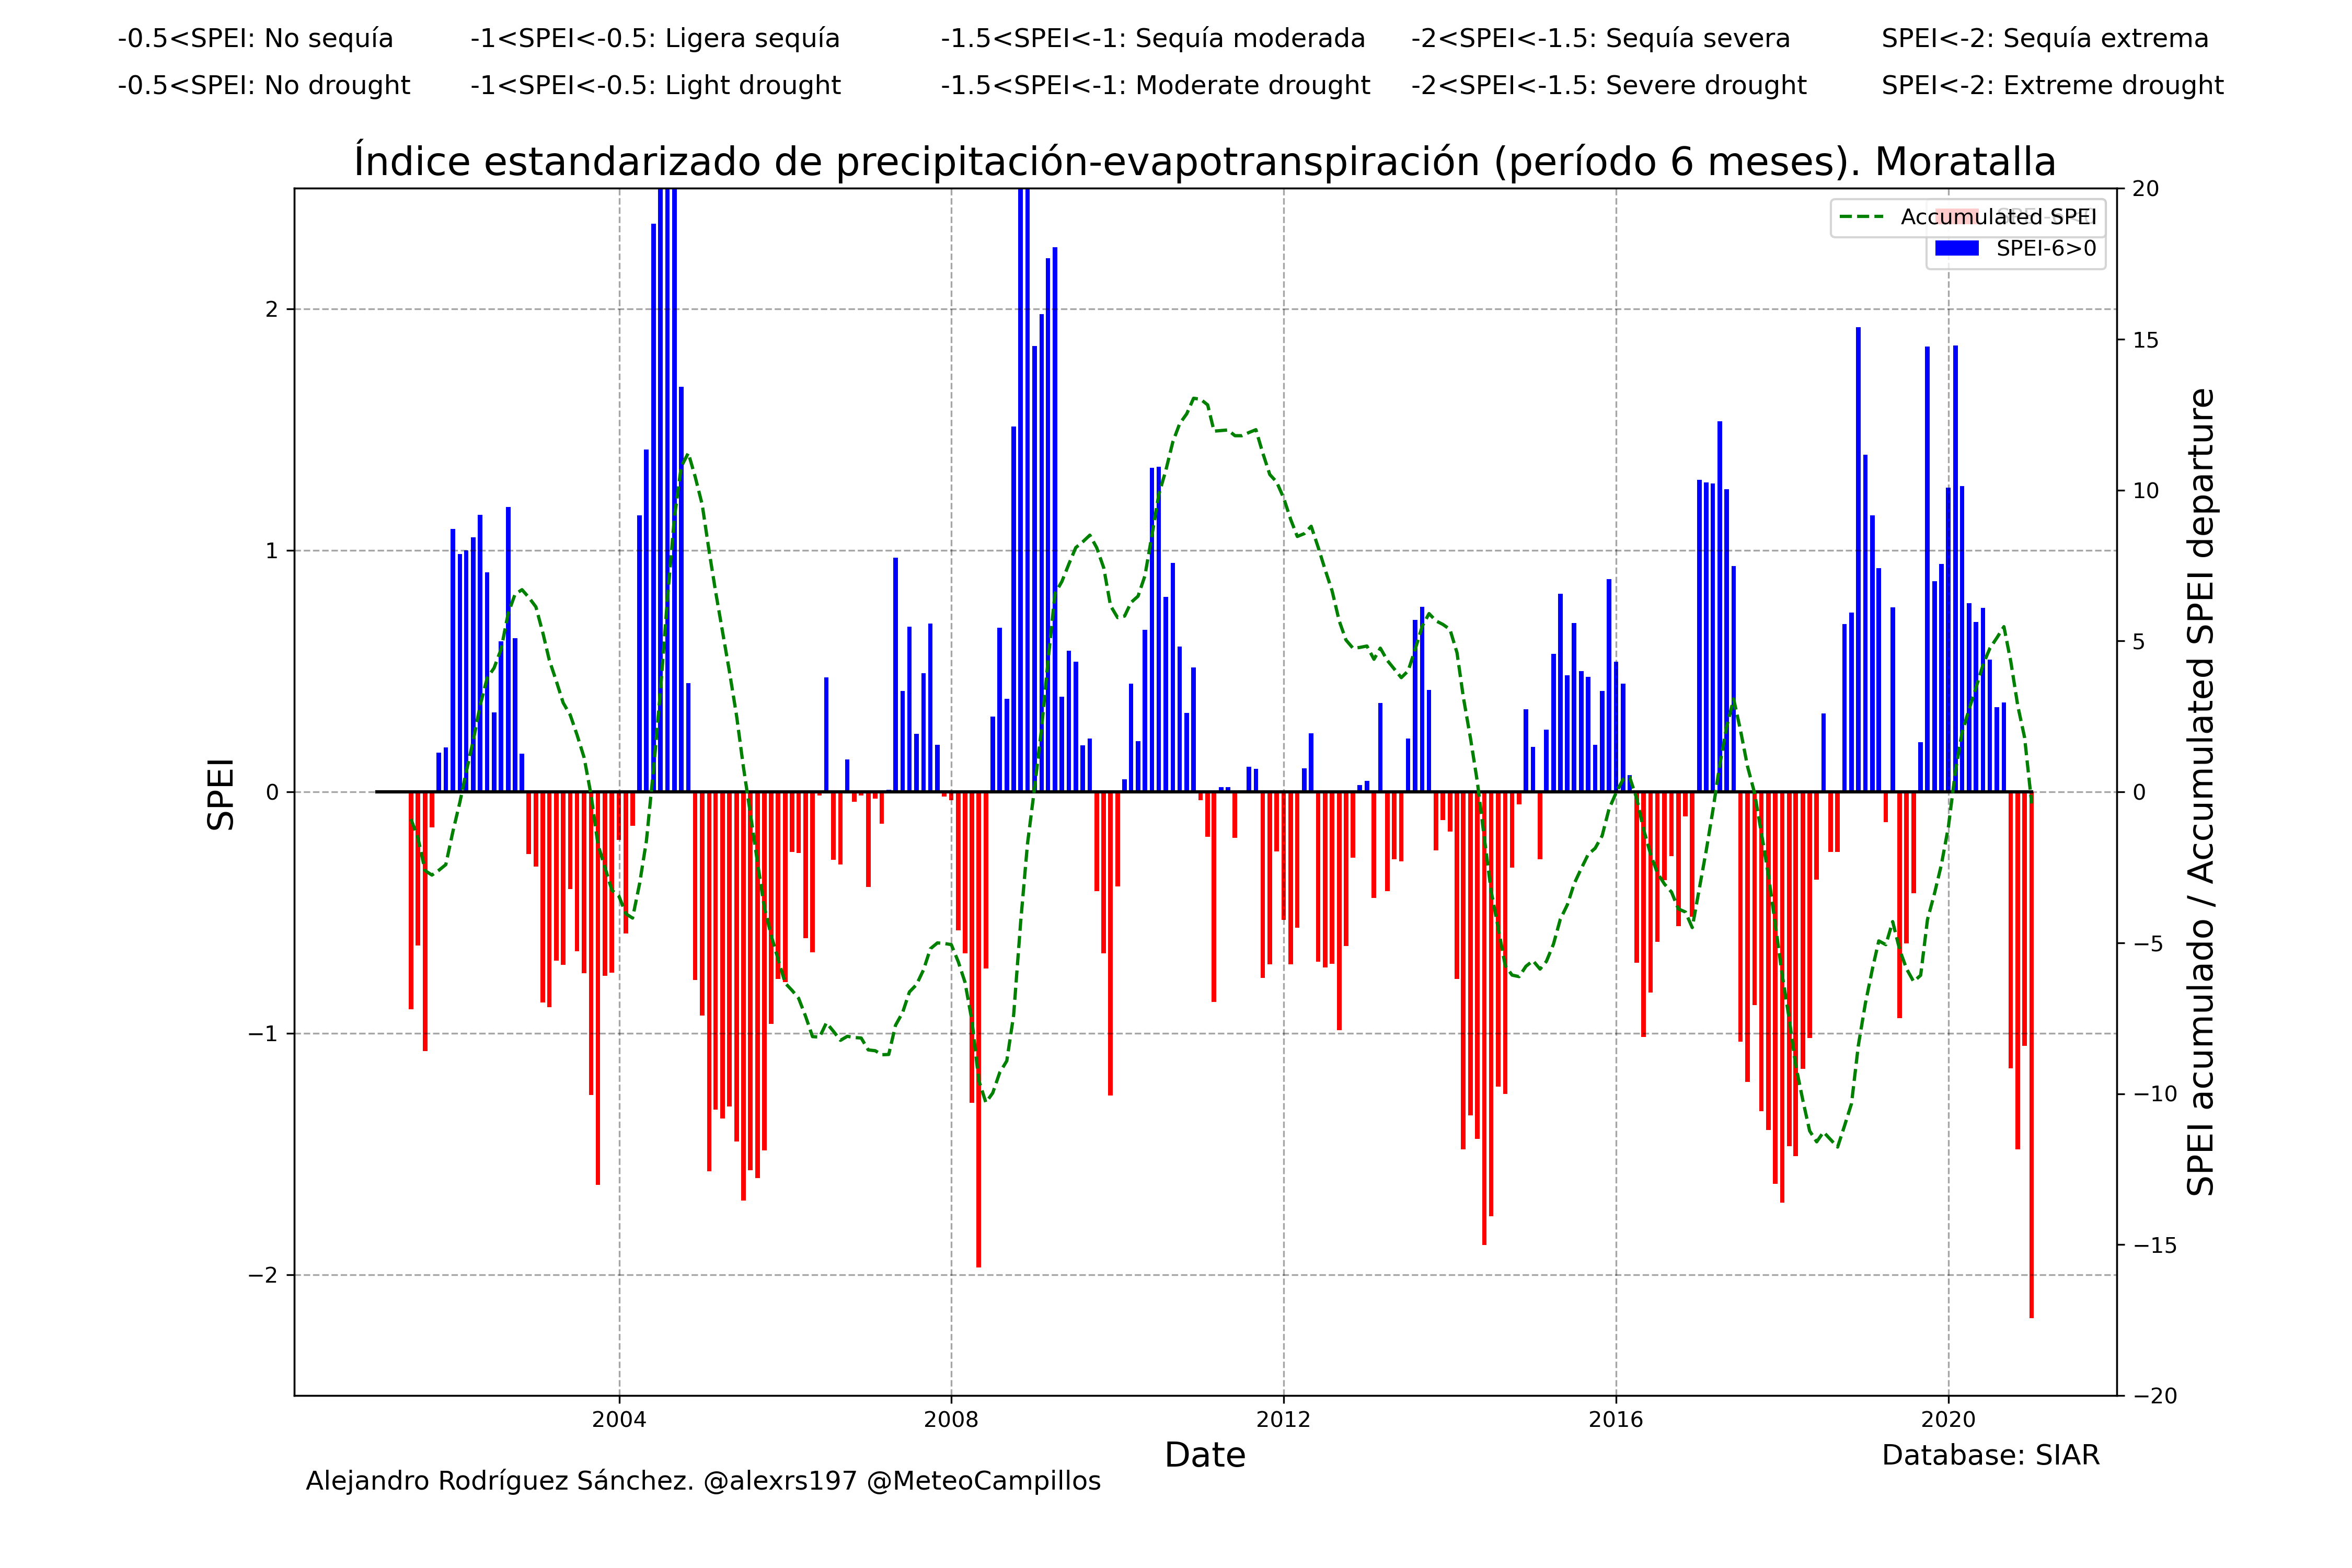 -0.5<SPEI: No sequía -1<SPEI<-0.5: Ligera sequía -1.5<SPEI<-1: Sequía moderada -2<SPEI<-1.5: Sequía severa SPEI<-2: Sequía extrema
-0.5<SPEI: No drought -1<SPEI<-0.5: Light drought -1.5<SPEI<-1: Moderate drought -2<SPEI<-1.5: Severe drought SPEI<-2: Extreme drought
Índice estandarizado de precipitación-evapotranspiración (período 6 meses). Moratalla
Accumulated SPEI
SPEI-6>0
SPEI
2
1
0
−1
−2
20
15
10
5
0
−5
−10
−15
−20
SPEI acumulado / Accumulated SPEI departure
2004 2008 2012 2016 2020
Date
Database: SIAR
Alejandro Rodríguez Sánchez. @alexrs197 @MeteoCampillos